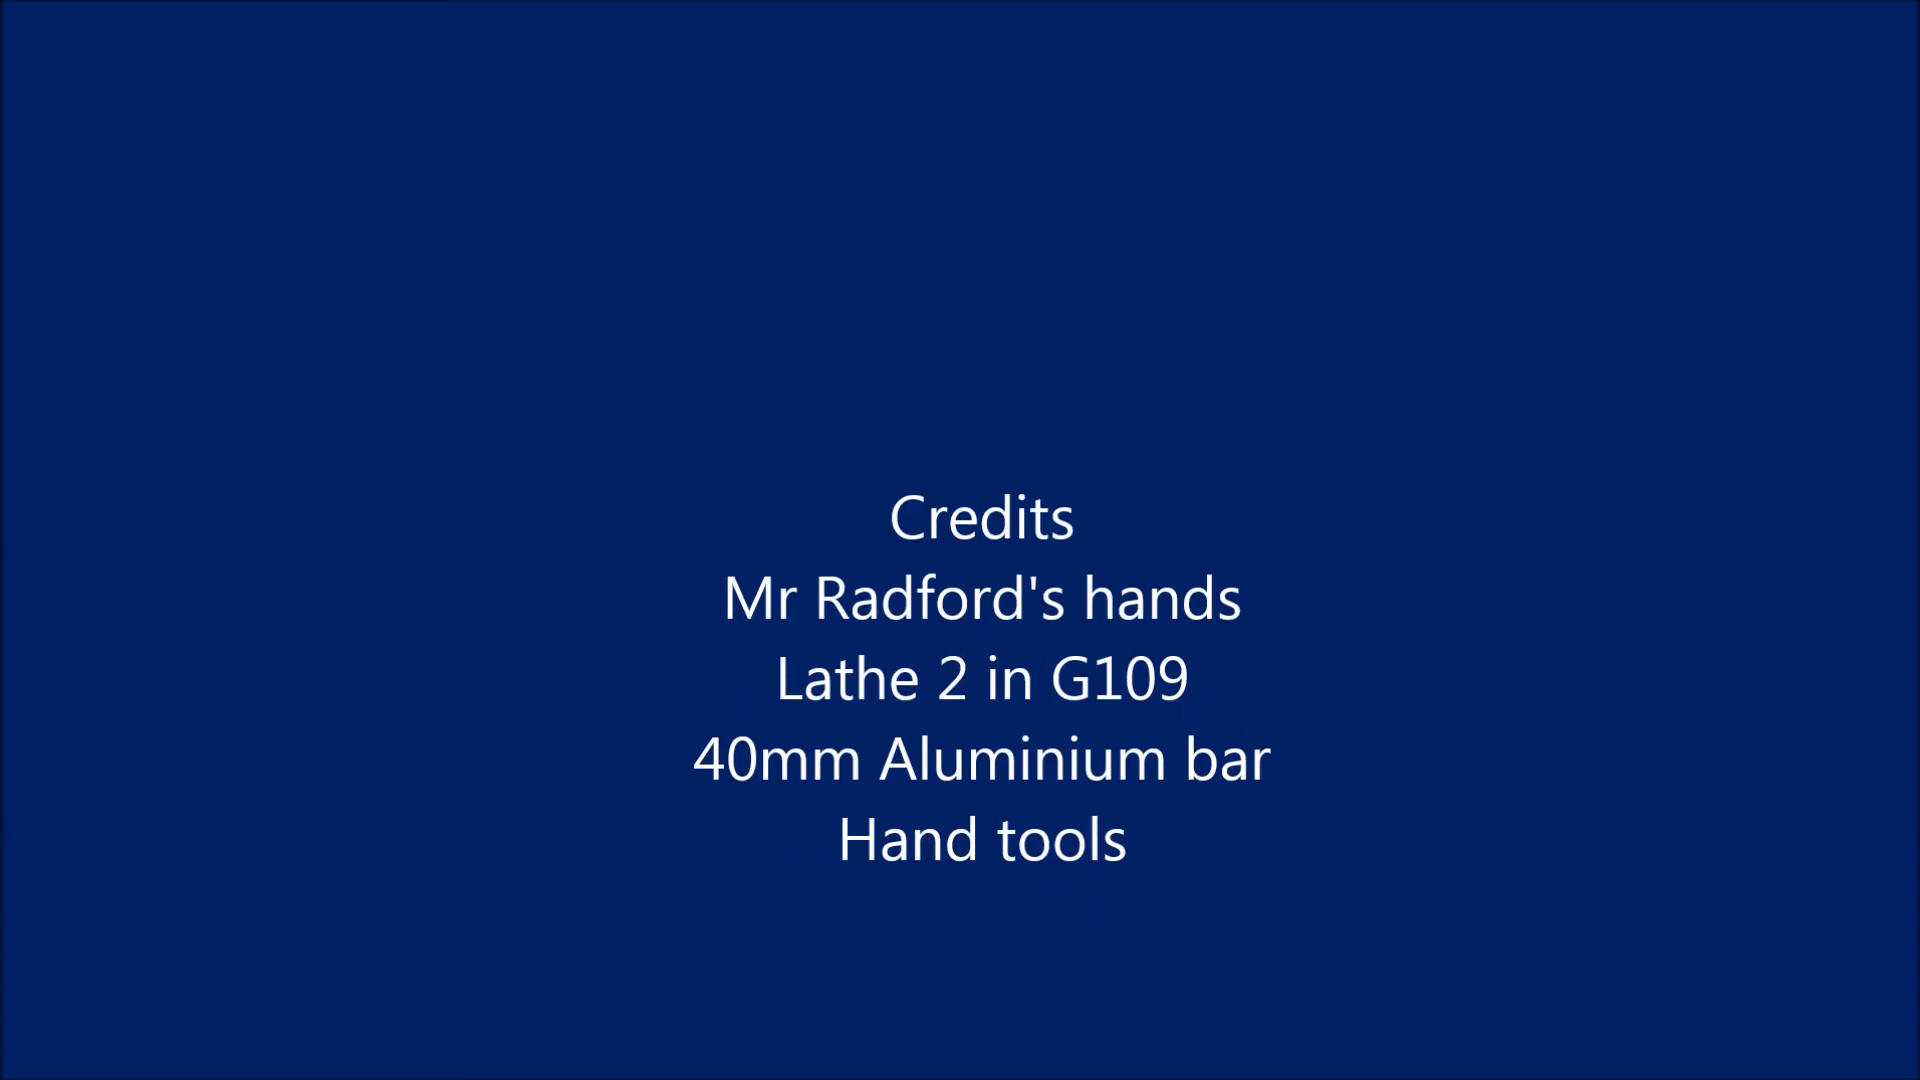 Credits
Mr Radford's hands
Lathe 2 in G109
40mm Aluminium bar
Hand tools